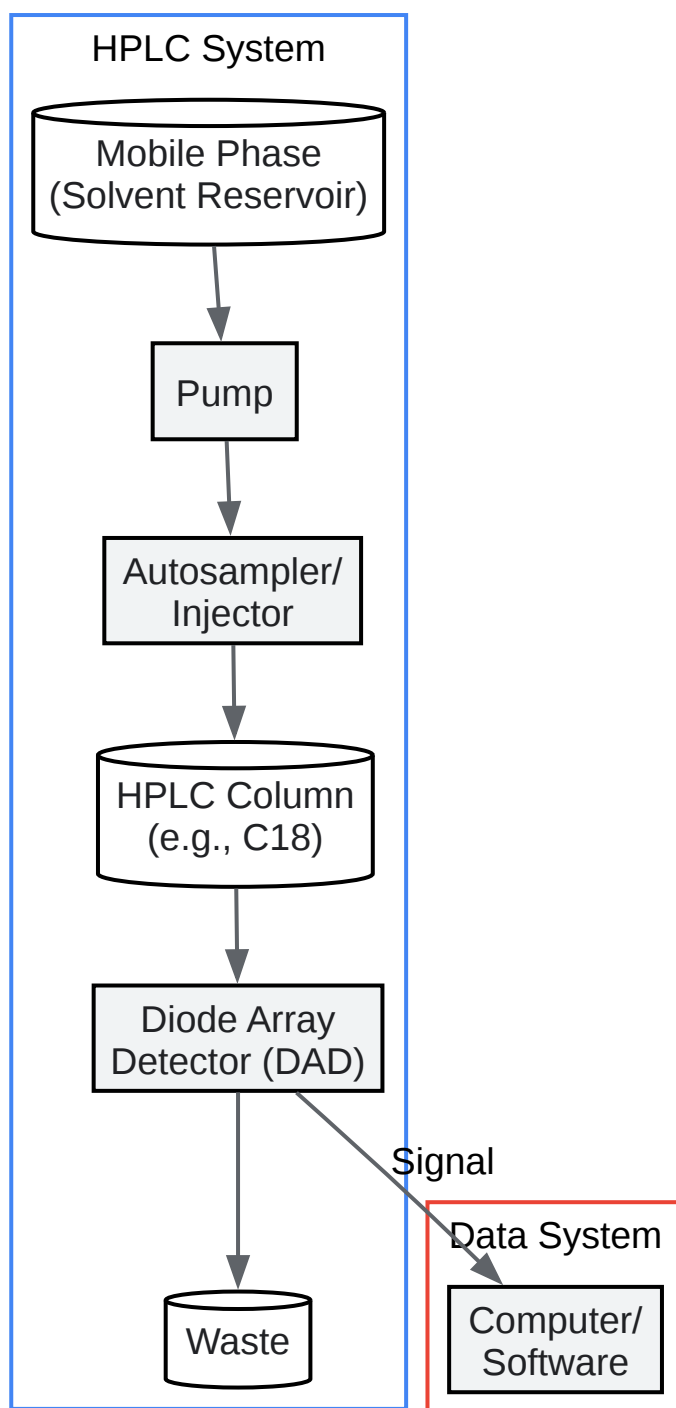 HPLC System
Mobile Phase
(Solvent Reservoir)
Pump
Autosampler/
Injector
HPLC Column
(e.g., C18)
Diode Array
Detector (DAD)
Signal
Data System
Waste
Computer/
Software